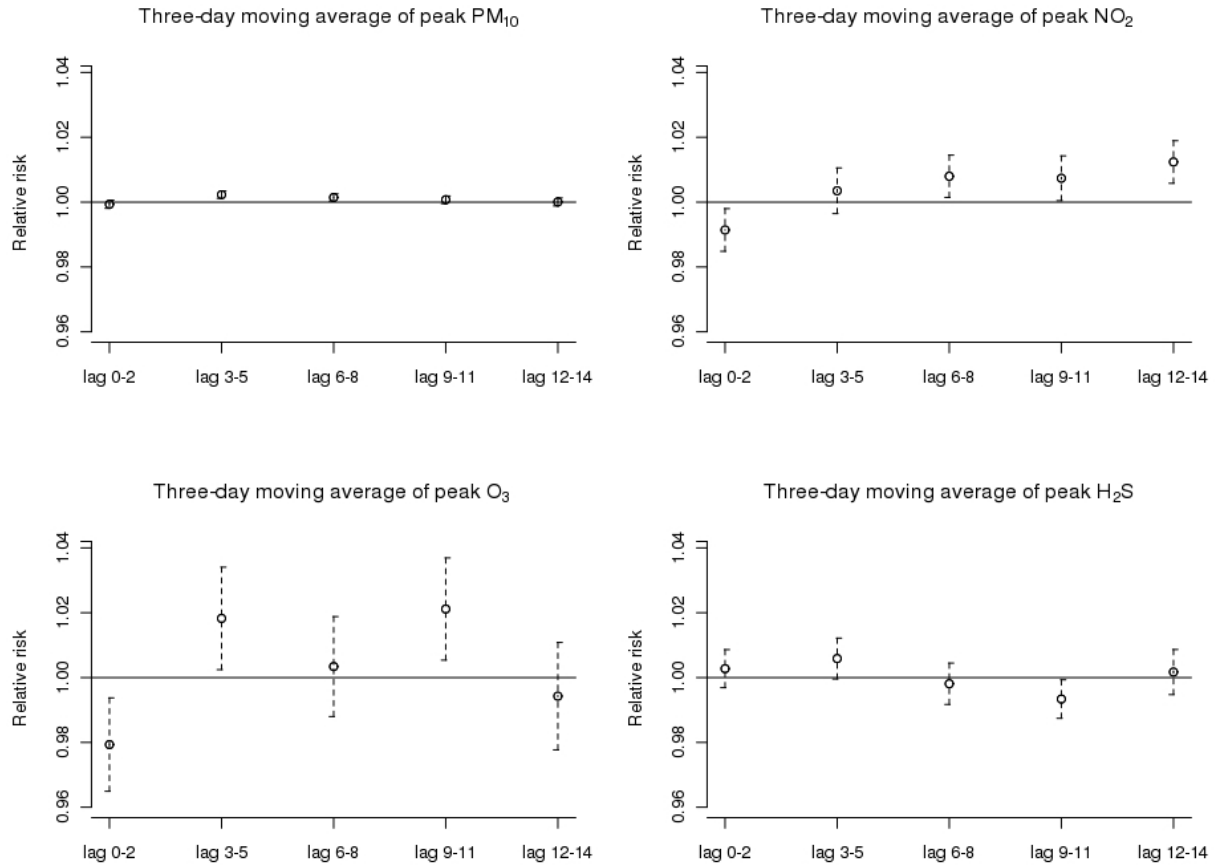 Three-day moving average of peak PM₁₀
Relative risk
1.04
1.02
1.00
0.98
0.96
lag 0-2 lag 3-5 lag 6-8 lag 9-11 lag 12-14
Three-day moving average of peak NO₂
Relative risk
1.04
1.02
1.00
0.98
0.96
lag 0-2 lag 3-5 lag 6-8 lag 9-11 lag 12-14
Three-day moving average of peak O₃
Relative risk
1.04
1.02
1.00
0.98
0.96
lag 0-2 lag 3-5 lag 6-8 lag 9-11 lag 12-14
Three-day moving average of peak H₂S
Relative risk
1.04
1.02
1.00
0.98
0.96
lag 0-2 lag 3-5 lag 6-8 lag 9-11 lag 12-14